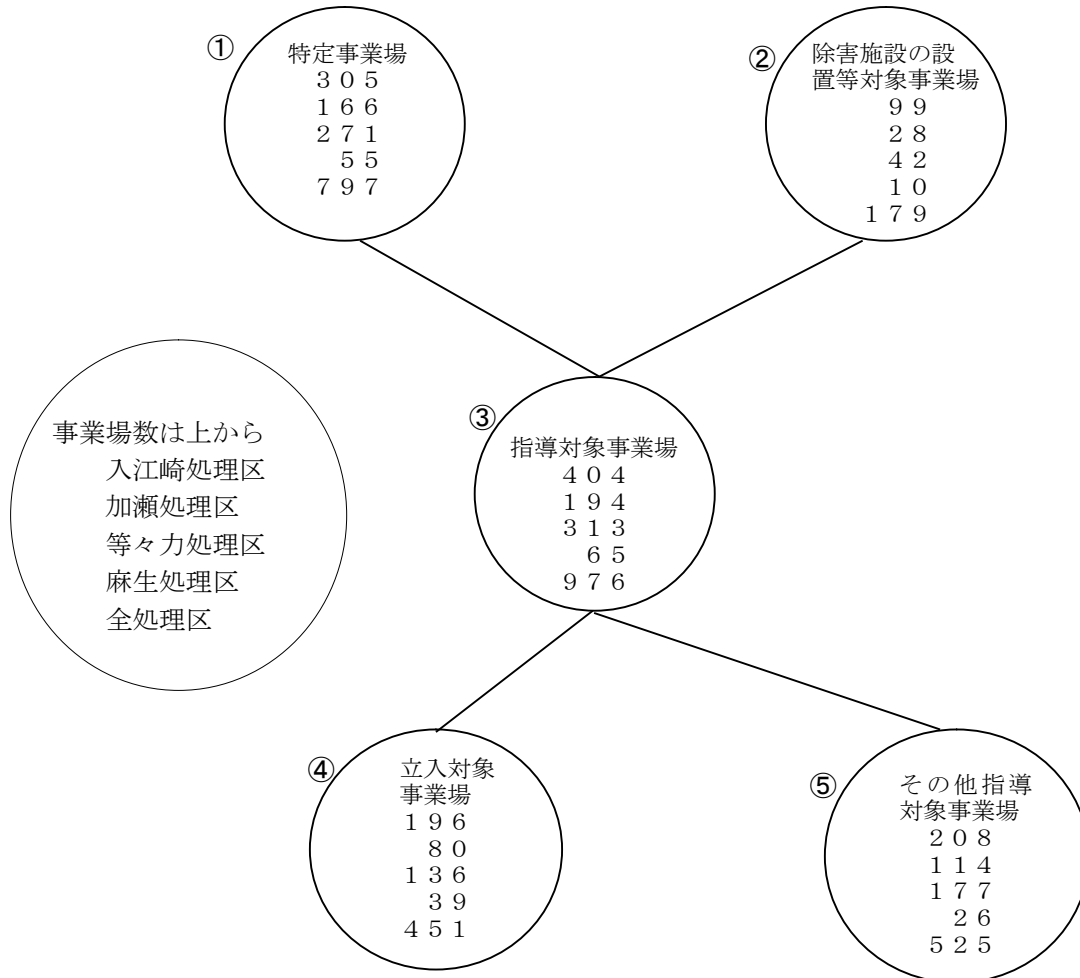 ①
特定事業場
３０５
１６６
２７１
５５
７９７
②
除害施設の設
置等対象事業場
９９
２８
４２
１０
１７９
事業場数は上から
入江崎処理区
加瀬処理区
等々力処理区
麻生処理区
全処理区
③
指導対象事業場
４０４
１９４
３１３
６５
９７６
④
立入対象
事業場
１９６
８０
１３６
３９
４５１
⑤
その他指導
対象事業場
２０８
１１４
１７７
２６
５２５